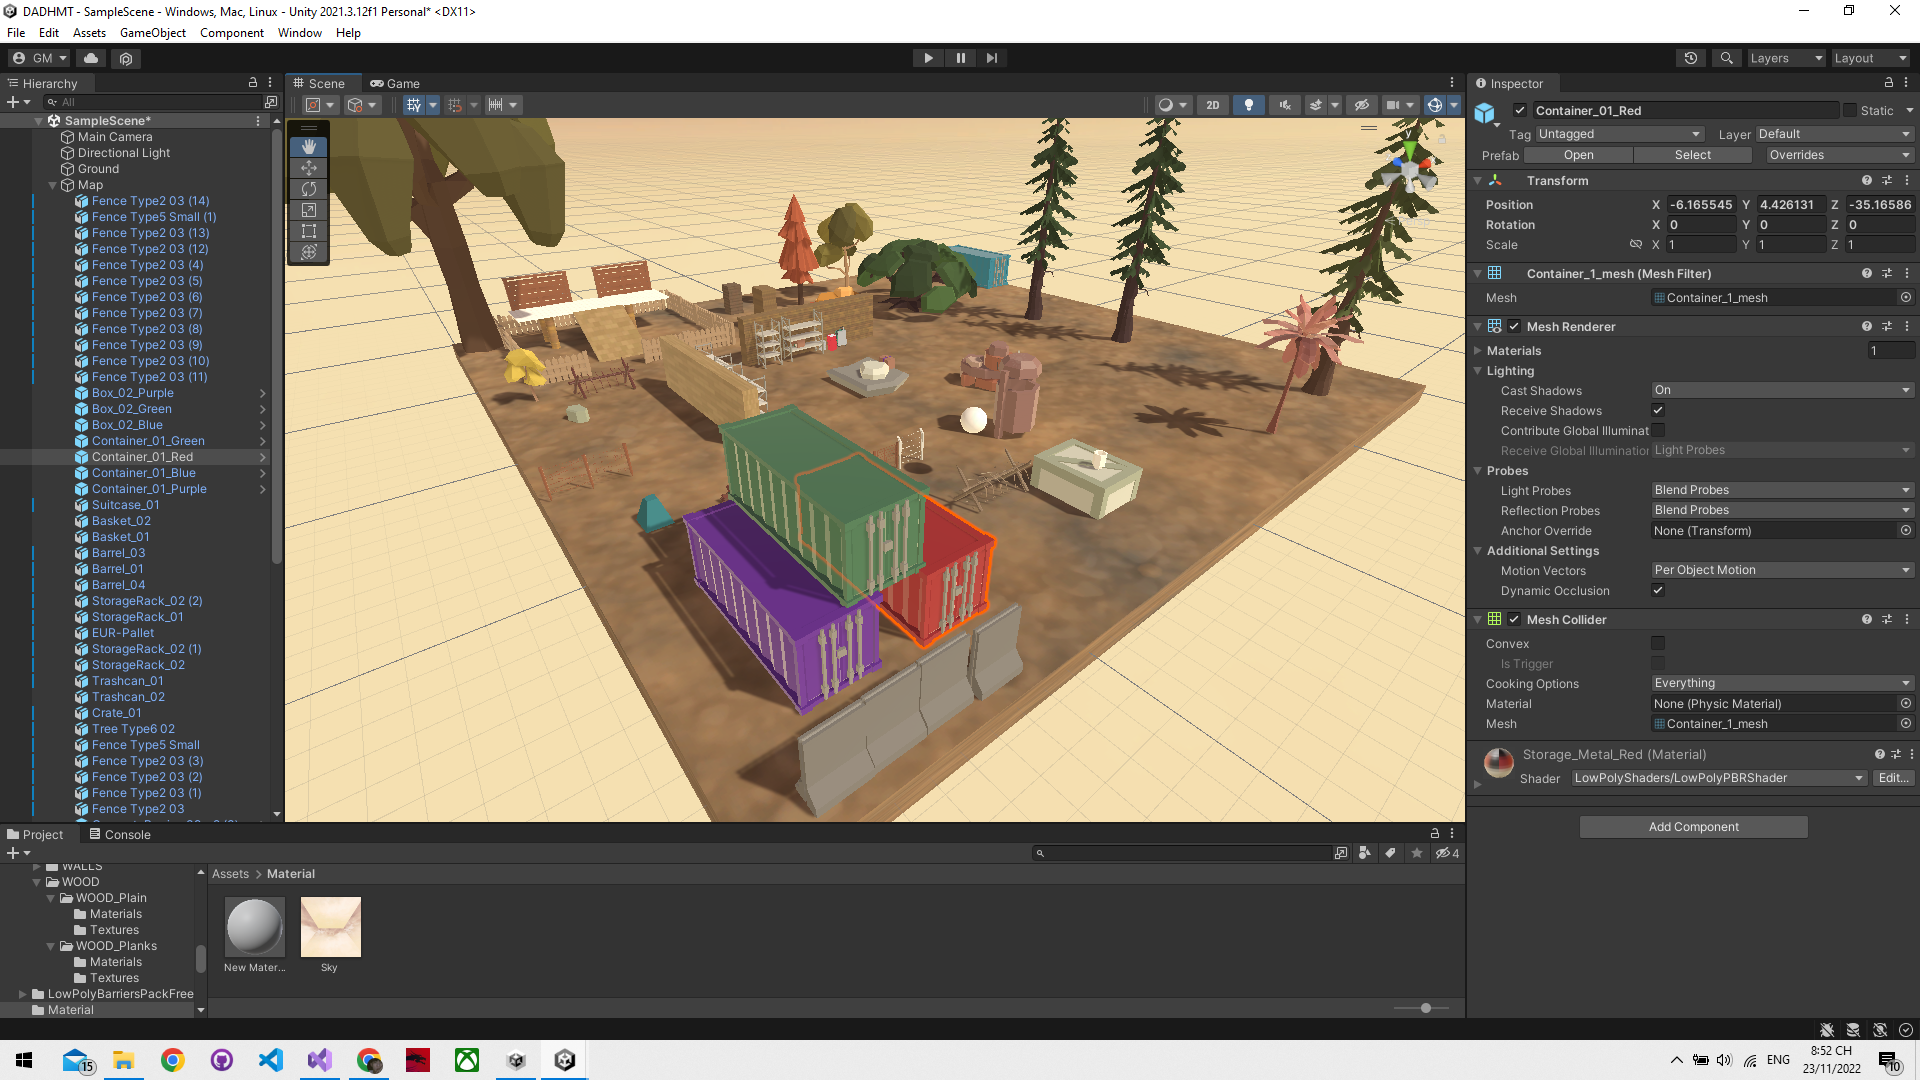 DADHMT - SampleScene - Windows, Mac, Linux - Unity 2021.3.12f1 Personal* <DX11>
File Edit Assets GameObject Component Window Help
GM
Layers
Layout
Hierarchy
Scene
Game
Inspector
All
2D
SampleScene*
Main Camera
Directional Light
Ground
Map
Fence Type2 03 (14)
Fence Type5 Small (1)
Fence Type2 03 (13)
Fence Type2 03 (12)
Fence Type2 03 (4)
Fence Type2 03 (5)
Fence Type2 03 (6)
Fence Type2 03 (7)
Fence Type2 03 (8)
Fence Type2 03 (9)
Fence Type2 03 (10)
Fence Type2 03 (11)
Box_02_Purple
Box_02_Green
Box_02_Blue
Container_01_Green
Container_01_Red
Container_01_Blue
Container_01_Purple
Suitcase_01
Basket_02
Basket_01
Barrel_03
Barrel_01
Barrel_04
StorageRack_02 (2)
StorageRack_01
EUR-Pallet
StorageRack_02 (1)
StorageRack_02
Trashcan_01
Trashcan_02
Crate_01
Tree Type6 02
Fence Type5 Small
Fence Type2 03 (3)
Fence Type2 03 (2)
Fence Type2 03 (1)
Fence Type2 03
y
Container_01_Red
Static
Tag Untagged Layer Default
Prefab Open Select Overrides
Transform
Position X -6.165545 Y 4.426131 Z -35.16586
Rotation X 0 Y 0 Z 0
Scale X 1 Y 1 Z 1
Container_1_mesh (Mesh Filter)
Mesh Container_1_mesh
Mesh Renderer
Materials 1
Lighting
Cast Shadows On
Receive Shadows
Contribute Global Illuminat
Receive Global Illumination Light Probes
Probes
Light Probes Blend Probes
Reflection Probes Blend Probes
Anchor Override None (Transform)
Additional Settings
Motion Vectors Per Object Motion
Dynamic Occlusion
Mesh Collider
Convex
Is Trigger
Cooking Options Everything
Material None (Physic Material)
Mesh Container_1_mesh
Storage_Metal_Red (Material)
Shader LowPolyShaders/LowPolyPBRShader Edit...
Add Component
Project
Console
4
WALLS
WOOD
WOOD_Plain
Materials
Textures
WOOD_Planks
Materials
Textures
LowPolyBarriersPackFree
Material
Assets > Material
New Mater...
Sky
15
ENG
8:52 CH
23/11/2022
10